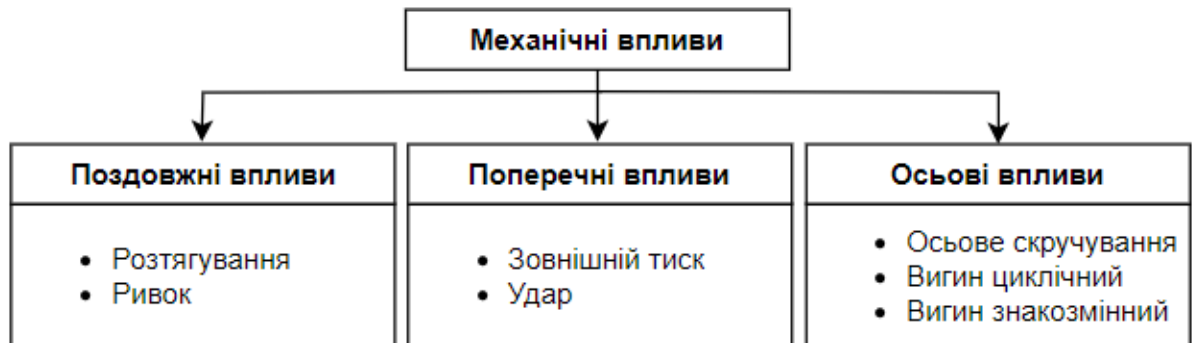 Механічні впливи
Поздовжні впливи
• Розтягування
• Ривок
Поперечні впливи
• Зовнішній тиск
• Удар
Осьові впливи
• Осьове скручування
• Вигин циклічний
• Вигин знакозмінний